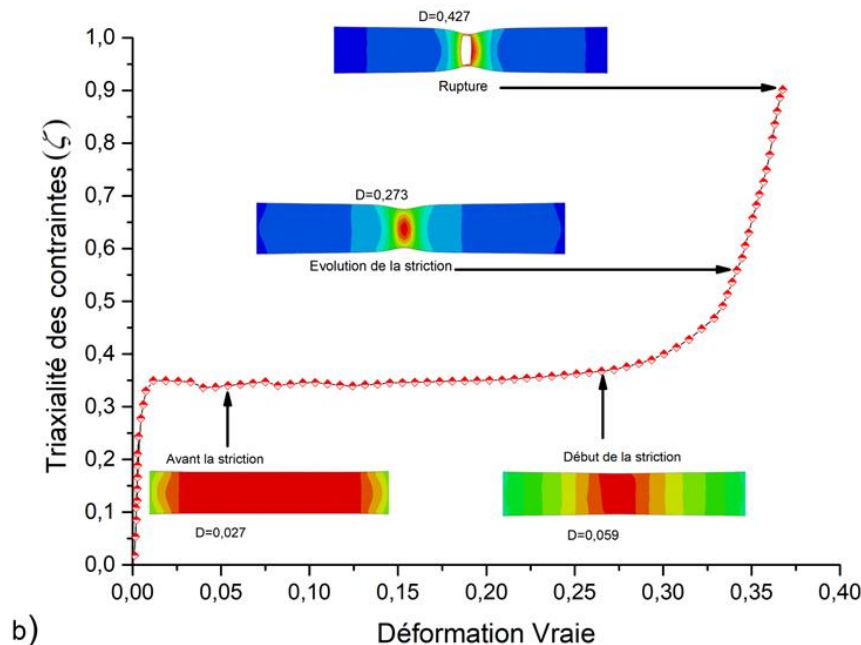 D=0,427
1,0
Rupture
0,9
0,8
D=0,273
0,7
0,6
Evolution de la striction
0,5
0,4
0,3
Avant la striction
Début de la striction
0,2
0,1
D=0,027
D=0,059
0,0
Triaxialité des contraintes (ζ)
0,00 0,05 0,10 0,15 0,20 0,25 0,30 0,35 0,40
b)
Déformation Vraie